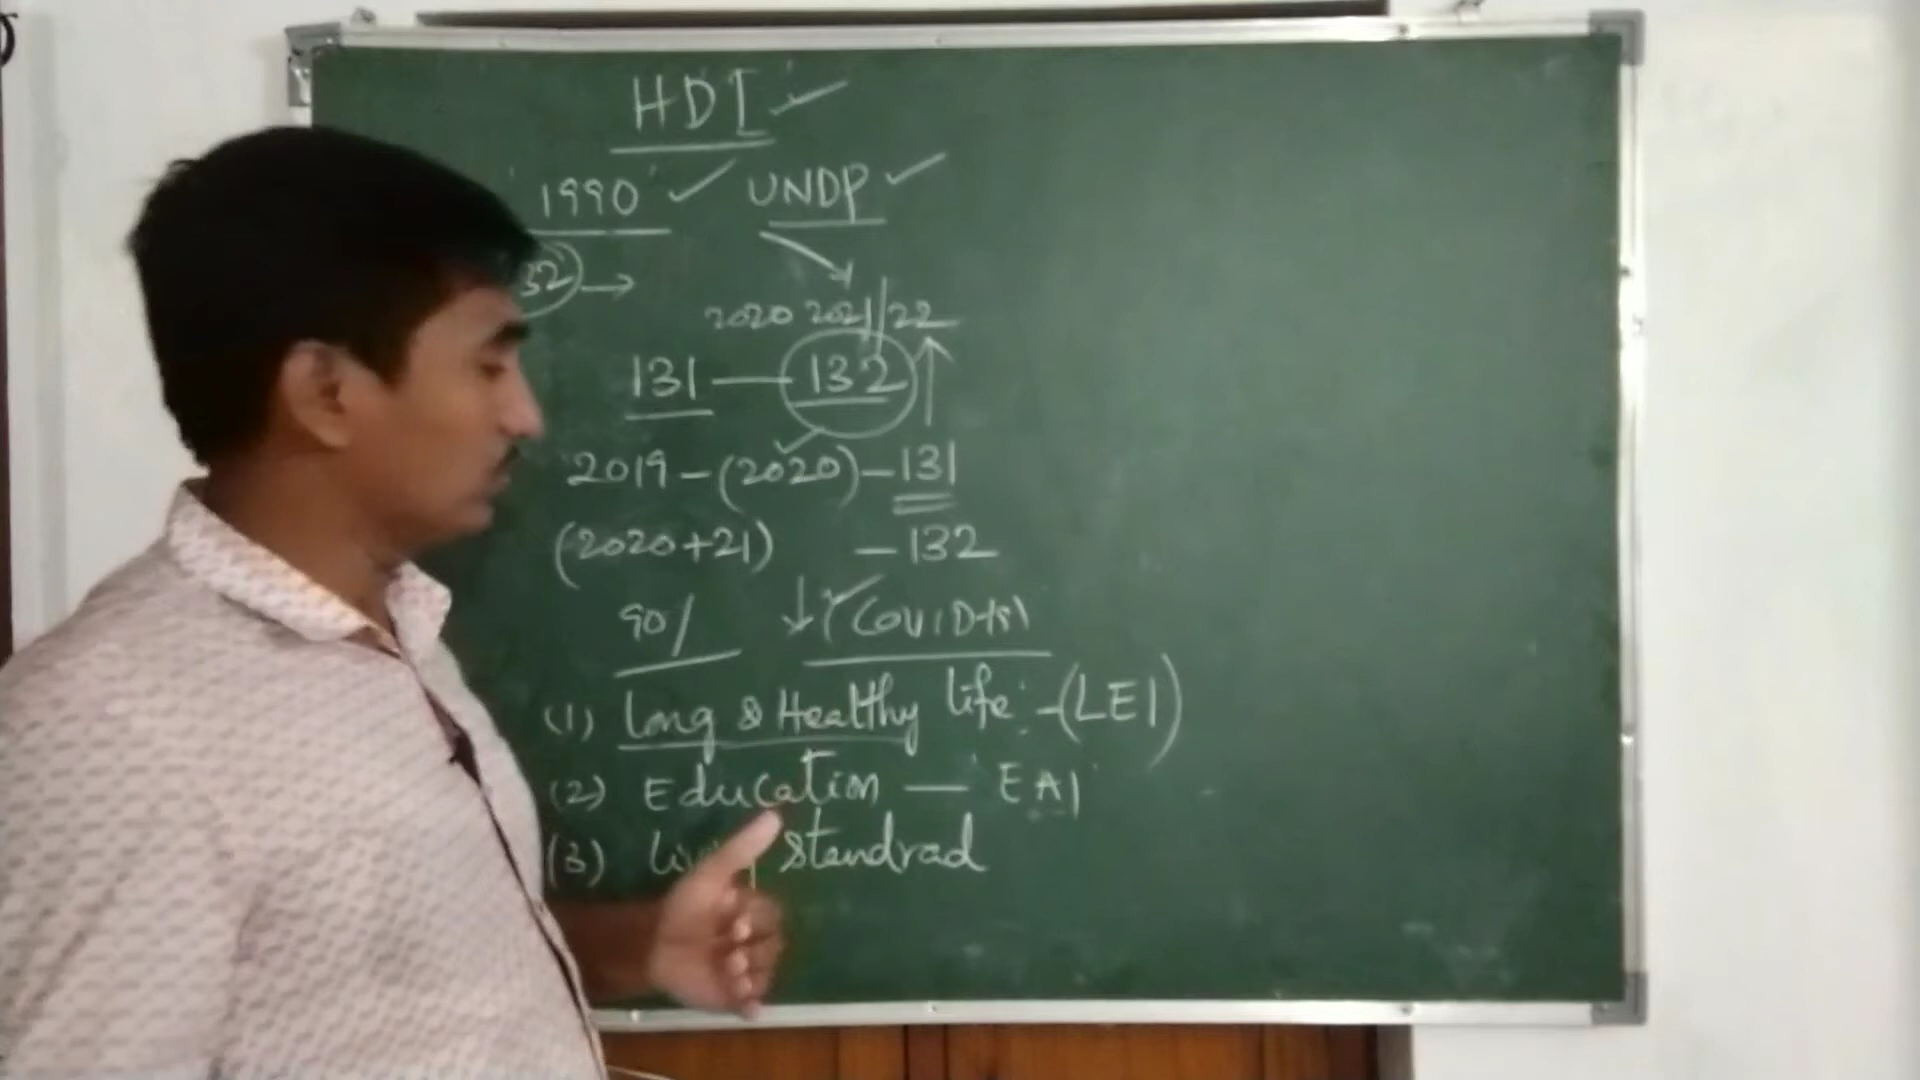 HDI ✓
1990 ✓ UNDP ✓
32 →
2020 2021/22
131 — 132 ↑
2019 - (2020) - 131
(2020+21) - 132
90/ ↓ COVID-19)
(1) Long & Healthy life :- (LEI)
(2) Education — 'EAI'
(3) standrad